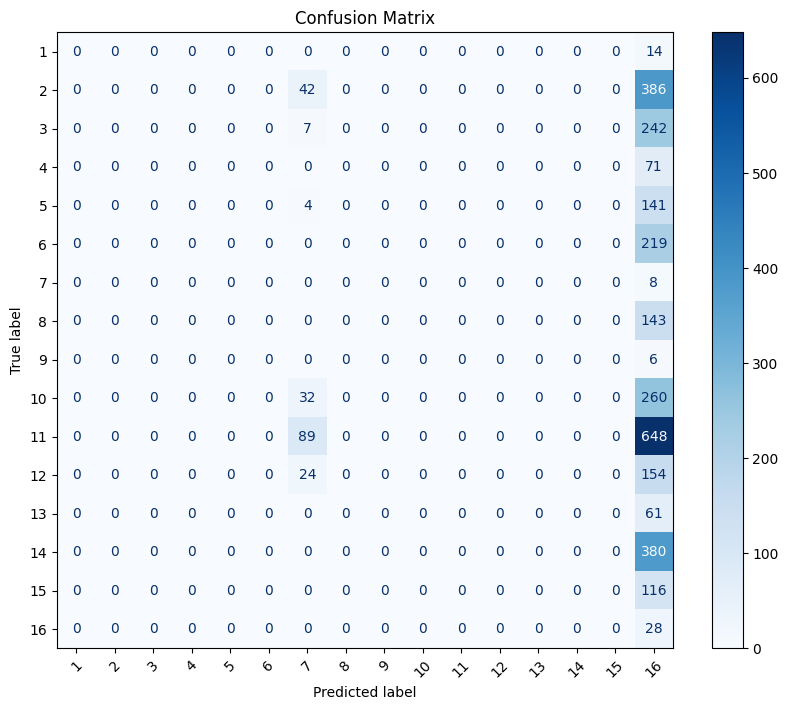 Confusion Matrix
1 0 0 0 0 0 0 0 0 0 0 0 0 0 0 0 14
2 0 0 0 0 0 0 42 0 0 0 0 0 0 0 0 386
3 0 0 0 0 0 0 7 0 0 0 0 0 0 0 0 242
4 0 0 0 0 0 0 0 0 0 0 0 0 0 0 0 71
5 0 0 0 0 0 0 4 0 0 0 0 0 0 0 0 141
6 0 0 0 0 0 0 0 0 0 0 0 0 0 0 0 219
7 0 0 0 0 0 0 0 0 0 0 0 0 0 0 0 8
8 0 0 0 0 0 0 0 0 0 0 0 0 0 0 0 143
9 0 0 0 0 0 0 0 0 0 0 0 0 0 0 0 6
10 0 0 0 0 0 0 32 0 0 0 0 0 0 0 0 260
11 0 0 0 0 0 0 89 0 0 0 0 0 0 0 0 648
12 0 0 0 0 0 0 24 0 0 0 0 0 0 0 0 154
13 0 0 0 0 0 0 0 0 0 0 0 0 0 0 0 61
14 0 0 0 0 0 0 0 0 0 0 0 0 0 0 0 380
15 0 0 0 0 0 0 0 0 0 0 0 0 0 0 0 116
16 0 0 0 0 0 0 0 0 0 0 0 0 0 0 0 28
1 2 3 4 5 6 7 8 9 10 11 12 13 14 15 16
Predicted label
True label
600
500
400
300
200
100
0